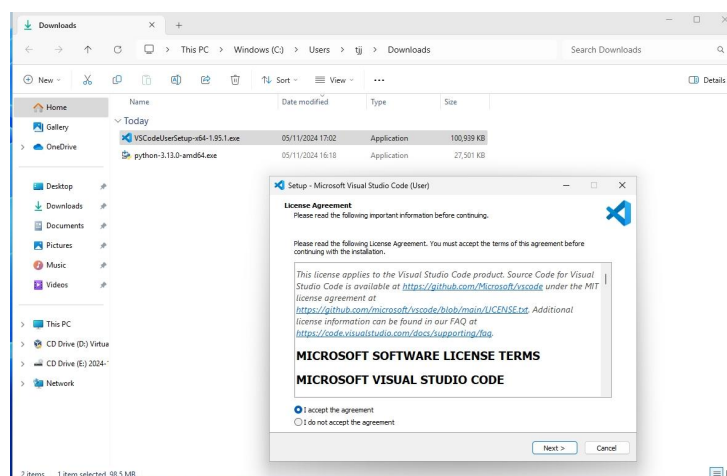 Downloads
This PC > Windows (C:) > Users > tjj > Downloads
Search Downloads
New
Sort
View
Details
Name Date modified Type Size
Home
Gallery
OneDrive
Desktop
Downloads
Documents
Pictures
Music
Videos
This PC
CD Drive (D:) Virtua
CD Drive (E:) 2024-
Network
Today
VSCodeUserSetup-x64-1.95.1.exe 05/11/2024 17:02 Application 100,939 KB
python-3.13.0-amd64.exe 05/11/2024 16:18 Application 27,501 KB
Setup - Microsoft Visual Studio Code (User)
License Agreement
Please read the following important information before continuing.
Please read the following License Agreement. You must accept the terms of this agreement before
continuing with the installation.
This license applies to the Visual Studio Code product. Source Code for Visual
Studio Code is available at https://github.com/Microsoft/vscode under the MIT
license agreement at
https://github.com/microsoft/vscode/blob/main/LICENSE.txt. Additional
license information can be found in our FAQ at
https://code.visualstudio.com/docs/supporting/faq.
MICROSOFT SOFTWARE LICENSE TERMS
MICROSOFT VISUAL STUDIO CODE
I accept the agreement
I do not accept the agreement
Next >
Cancel
2 items 1 item selected 98.5 MB